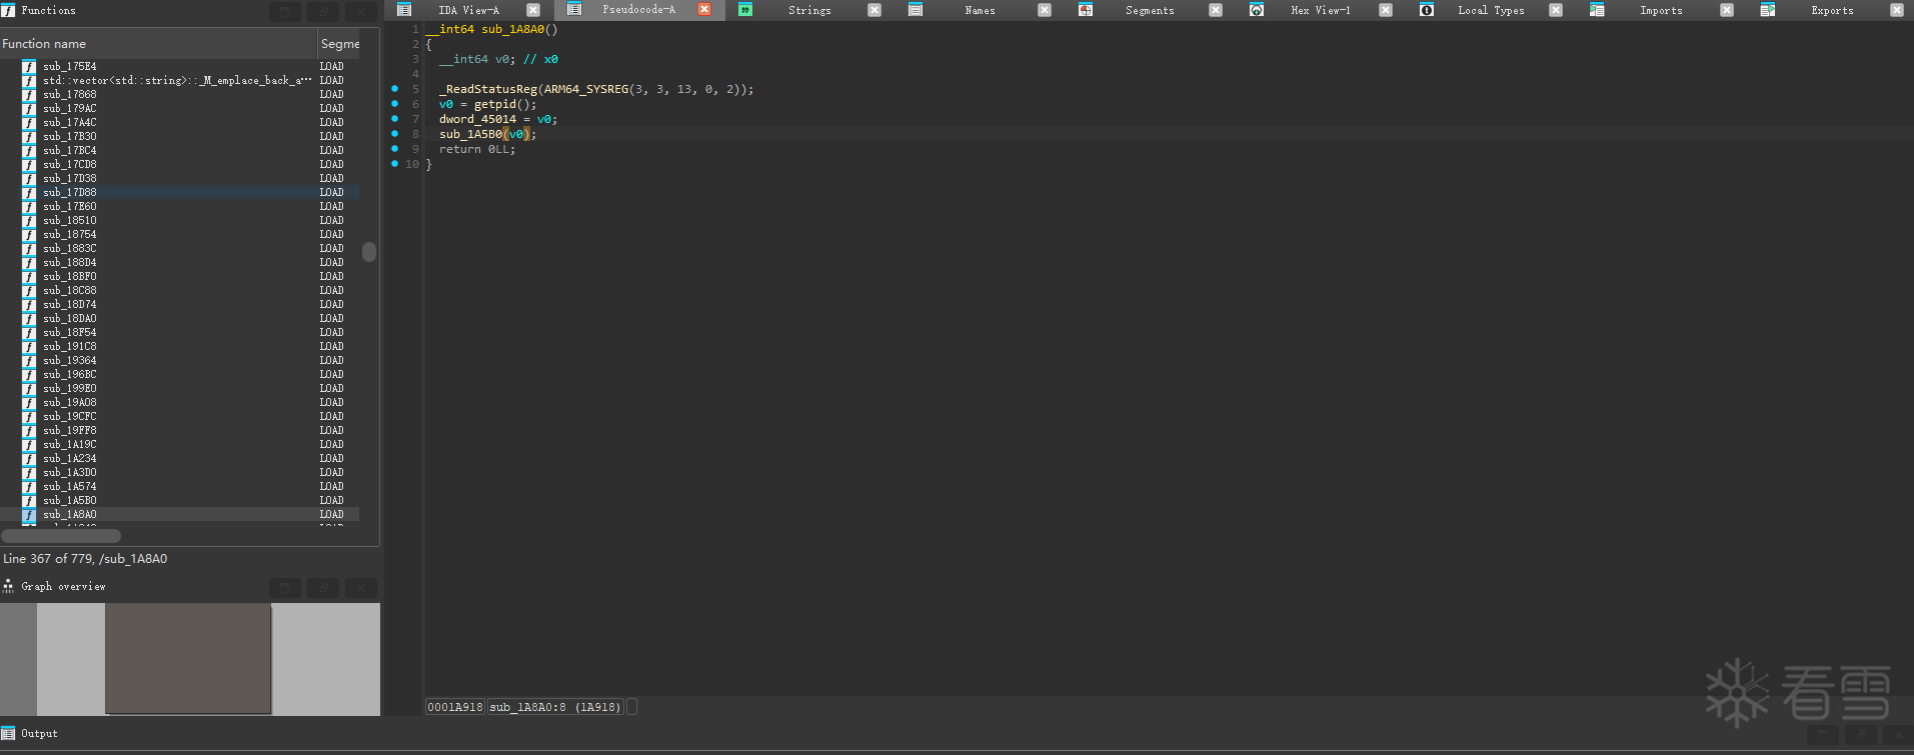 Functions
IDA View-A
Pseudocode-A
Strings
Names
Segments
Hex View-1
Local Types
Imports
Exports
Function name Segme
sub_175E4 LOAD
std::vector<std::string>::_M_emplace_back_a… LOAD
sub_17868 LOAD
sub_179AC LOAD
sub_17A4C LOAD
sub_17B30 LOAD
sub_17BC4 LOAD
sub_17CD8 LOAD
sub_17D38 LOAD
sub_17D88 LOAD
sub_17E60 LOAD
sub_18510 LOAD
sub_18754 LOAD
sub_1883C LOAD
sub_188D4 LOAD
sub_18BF0 LOAD
sub_18C88 LOAD
sub_18D74 LOAD
sub_18DA0 LOAD
sub_18F54 LOAD
sub_191C8 LOAD
sub_19364 LOAD
sub_196BC LOAD
sub_199E0 LOAD
sub_19A08 LOAD
sub_19CFC LOAD
sub_19FF8 LOAD
sub_1A19C LOAD
sub_1A234 LOAD
sub_1A3D0 LOAD
sub_1A574 LOAD
sub_1A5B0 LOAD
sub_1A8A0 LOAD
Line 367 of 779, /sub_1A8A0
Graph overview
1 __int64 sub_1A8A0()
2 {
3 __int64 v0; // x0
4
5 _ReadStatusReg(ARM64_SYSREG(3, 3, 13, 0, 2));
6 v0 = getpid();
7 dword_45014 = v0;
8 sub_1A5B0(v0);
9 return 0LL;
10 }
0001A918 sub_1A8A0:8 (1A918)
看雪
Output